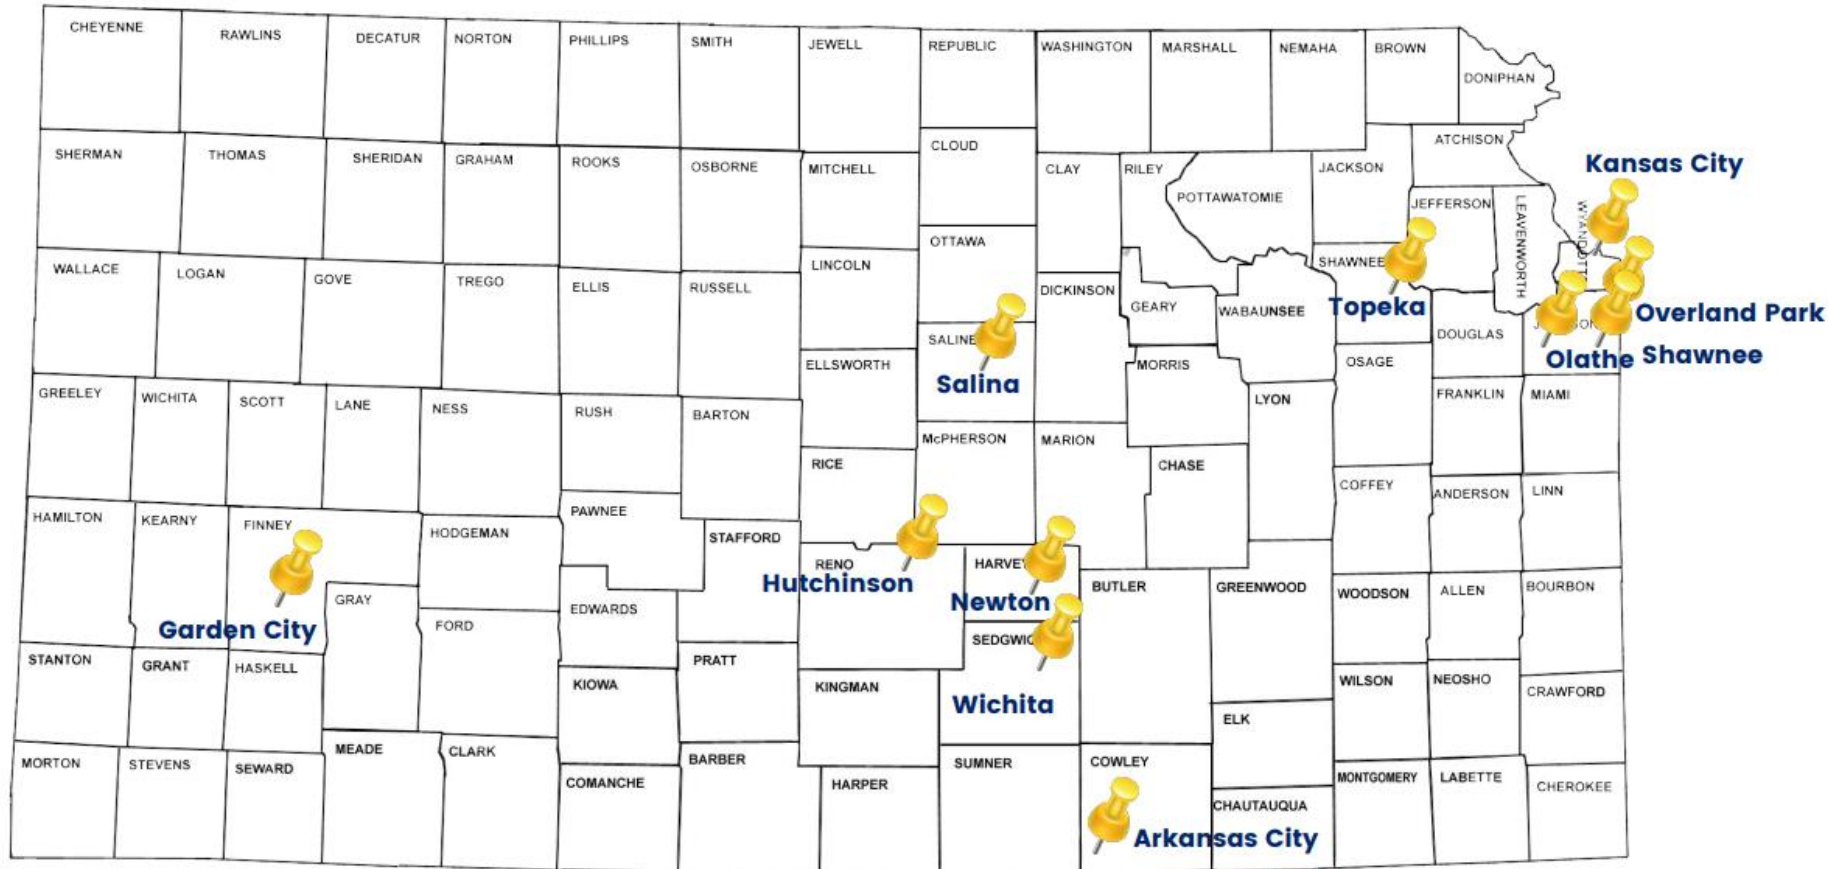 CHEYENNE
RAWLINS
DECATUR
NORTON
PHILLIPS
SMITH
JEWELL
REPUBLIC
WASHINGTON
MARSHALL
NEMAHA
BROWN
DONIPHAN
SHERMAN
THOMAS
SHERIDAN
GRAHAM
ROOKS
OSBORNE
MITCHELL
CLOUD
CLAY
RILEY
POTTAWATOMIE
JACKSON
ATCHISON
Kansas City
JEFFERSON
LEAVENWORTH
WALLACE
LOGAN
GOVE
TREGO
ELLIS
RUSSELL
LINCOLN
OTTAWA
DICKINSON
GEARY
WABAUNSEE
SHAWNEE
Topeka
DOUGLAS
Overland Park
Olathe
Shawnee
SALINE
Salina
ELLSWORTH
MORRIS
OSAGE
GREELEY
WICHITA
SCOTT
LANE
NESS
RUSH
BARTON
RICE
McPHERSON
MARION
CHASE
LYON
FRANKLIN
MIAMI
HAMILTON
KEARNY
FINNEY
HODGEMAN
PAWNEE
STAFFORD
COFFEY
ANDERSON
LINN
Garden City
GRAY
FORD
EDWARDS
RENO
Hutchinson
HARVEY
Newton
BUTLER
GREENWOOD
WOODSON
ALLEN
BOURBON
STANTON
GRANT
HASKELL
KIOWA
PRATT
KINGMAN
Wichita
WILSON
NEOSHO
CRAWFORD
ELK
MORTON
STEVENS
SEWARD
MEADE
CLARK
COMANCHE
BARBER
HARPER
SUMNER
COWLEY
Arkansas City
CHAUTAUQUA
MONTGOMERY
LABETTE
CHEROKEE